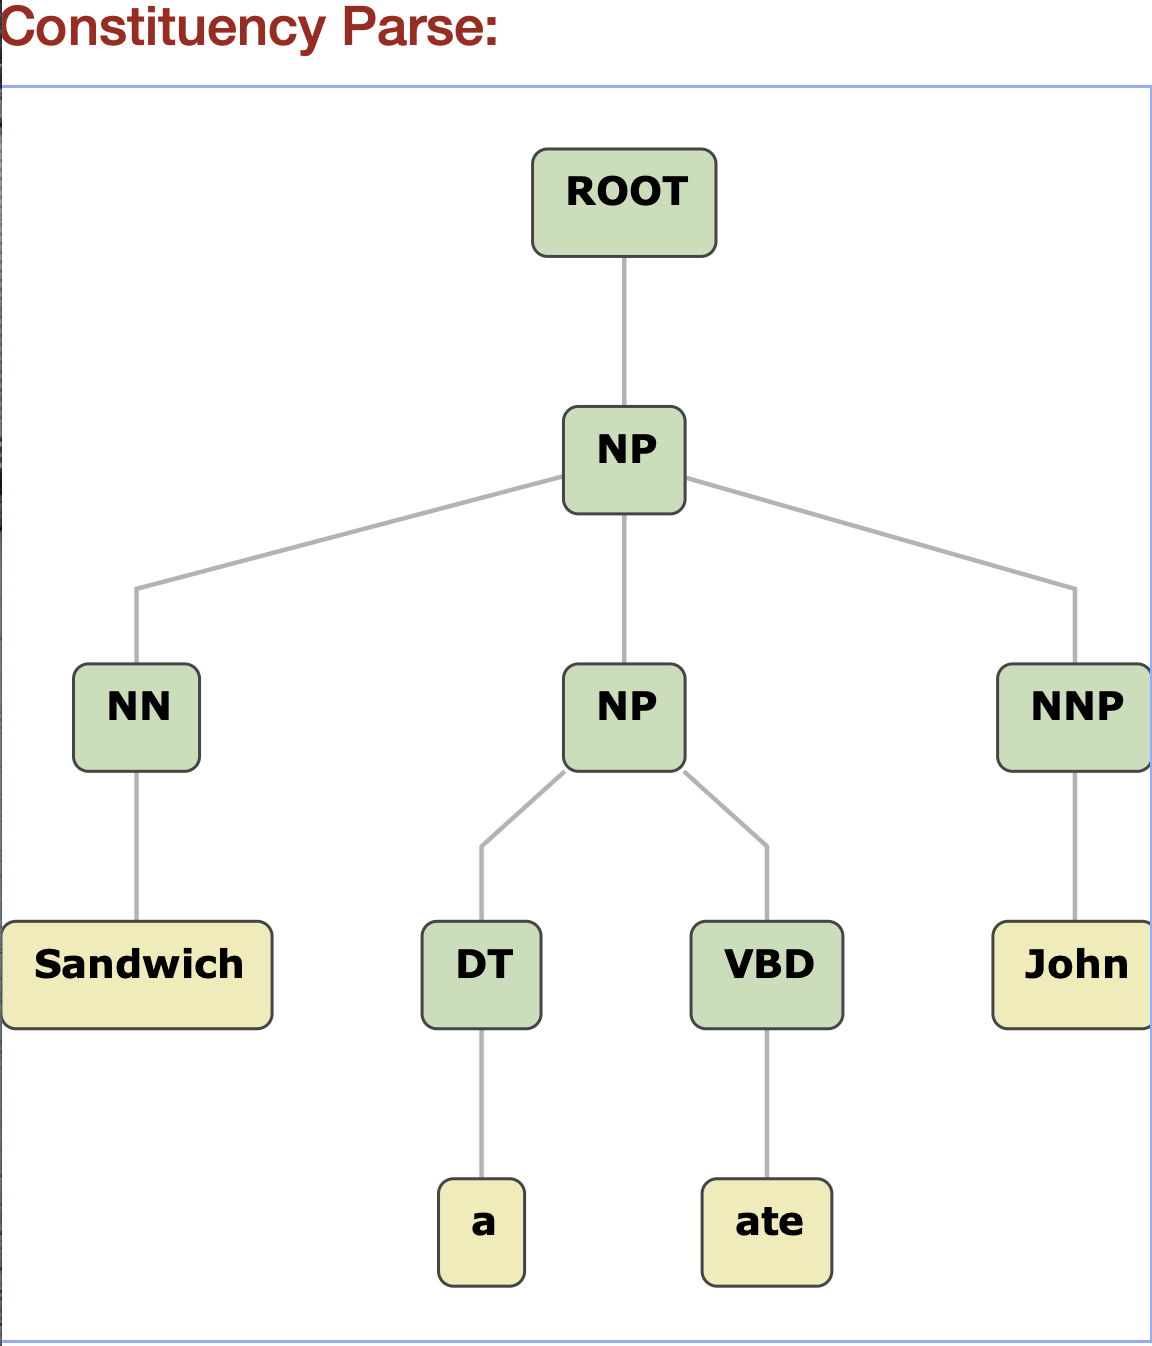 Constituency Parse:
ROOT
NP
NN NP NNP
Sandwich DT VBD John
a ate